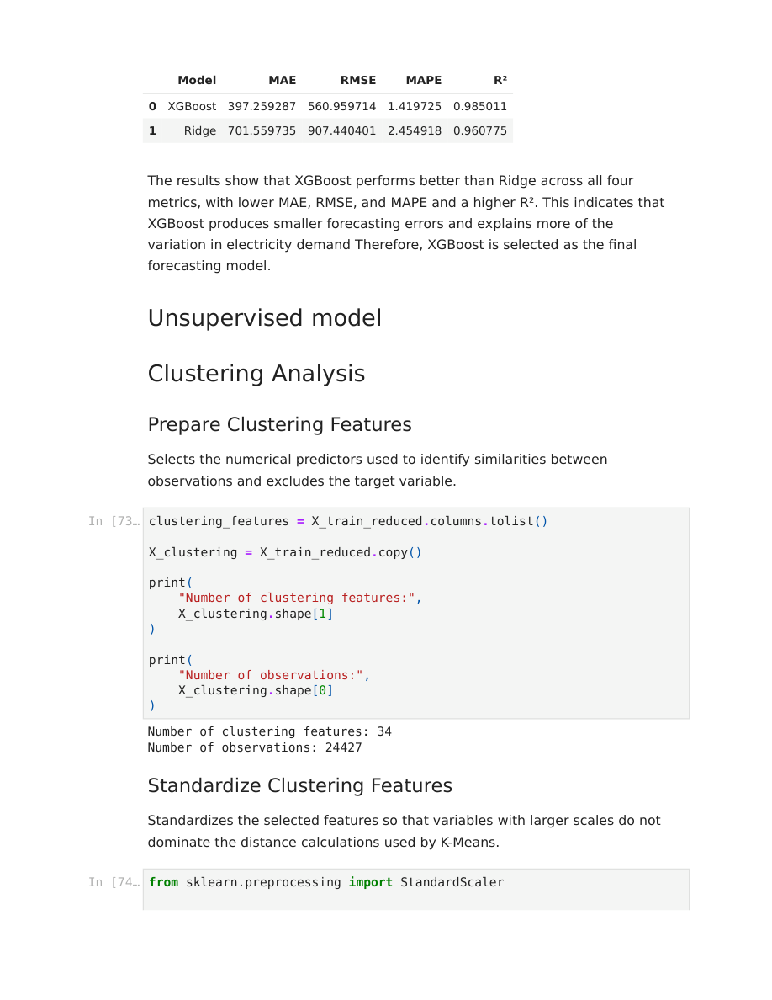 Model MAE RMSE MAPE R²
0 XGBoost 397.259287 560.959714 1.419725 0.985011
1 Ridge 701.559735 907.440401 2.454918 0.960775
The results show that XGBoost performs better than Ridge across all four
metrics, with lower MAE, RMSE, and MAPE and a higher R². This indicates that
XGBoost produces smaller forecasting errors and explains more of the
variation in electricity demand Therefore, XGBoost is selected as the final
forecasting model.
Unsupervised model
Clustering Analysis
Prepare Clustering Features
Selects the numerical predictors used to identify similarities between
observations and excludes the target variable.
In [73… clustering_features = X_train_reduced.columns.tolist()
X_clustering = X_train_reduced.copy()
print(
    "Number of clustering features:",
    X_clustering.shape[1]
)
print(
    "Number of observations:",
    X_clustering.shape[0]
)
Number of clustering features: 34
Number of observations: 24427
Standardize Clustering Features
Standardizes the selected features so that variables with larger scales do not
dominate the distance calculations used by K-Means.
In [74… from sklearn.preprocessing import StandardScaler